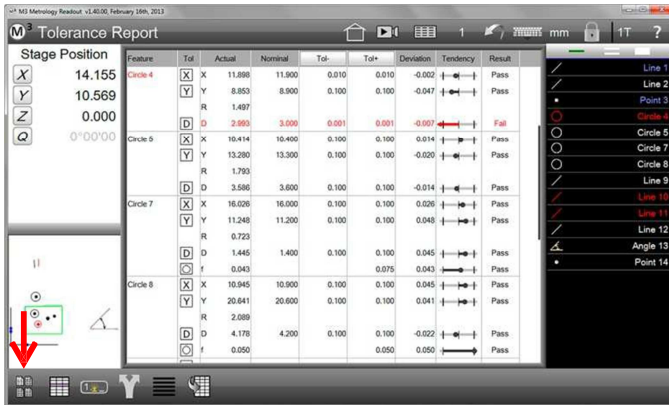 M3 Metrology Readout v1.40.00, February 16th, 2013
M3 Tolerance Report 1 mm 1T ?
Stage Position
X 14.155
Y 10.569
Z 0.000
Q 0°00'00
Feature Tol Actual Nominal Tol- Tol+ Deviation Tendency Result
Circle 4 X X 11.898 11.900 0.010 0.010 -0.002 Pass
Y Y 8.853 8.900 0.100 0.100 -0.047 Pass
R 1.497
D D 2.993 3.000 0.001 0.001 -0.007 Fail
Circle 5 X X 10.414 10.400 0.100 0.100 0.014 Pass
Y Y 13.280 13.300 0.100 0.100 -0.020 Pass
R 1.793
D D 3.586 3.600 0.100 0.100 -0.014 Pass
Circle 7 X X 16.026 16.000 0.100 0.100 0.026 Pass
Y Y 11.248 11.200 0.100 0.100 0.048 Pass
R 0.723
D D 1.445 1.400 0.100 0.100 0.045 Pass
f 0.043 0.075 0.043 Pass
Circle 8 X X 10.945 10.900 0.100 0.100 0.045 Pass
Y Y 20.641 20.600 0.100 0.100 0.041 Pass
R 2.089
D D 4.178 4.200 0.100 0.100 -0.022 Pass
f 0.050 0.050 0.050 Pass
Line 1
Line 2
Point 3
Circle 4
Circle 5
Circle 7
Circle 8
Line 9
Line 10
Line 11
Line 12
Angle 13
Point 14